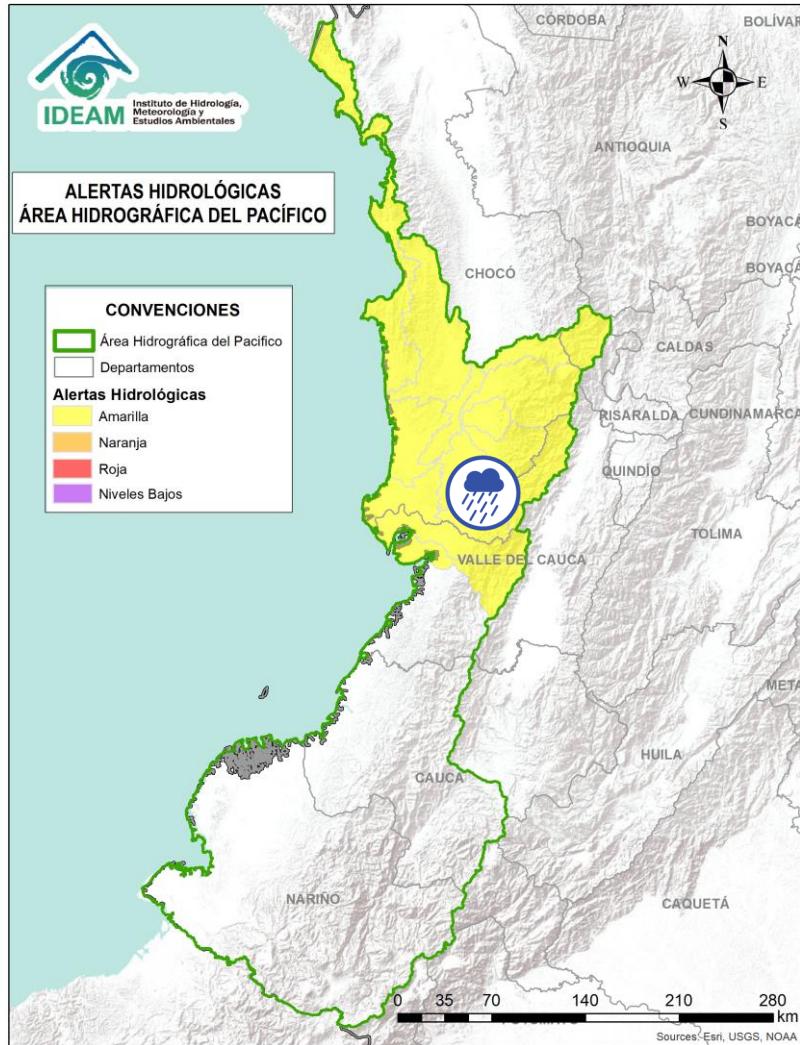 CÓRDOBA
BOLÍVAR
N
W E
S
IDEAM
Instituto de Hidrología,
Meteorología y
Estudios Ambientales
ANTIOQUIA
ALERTAS HIDROLÓGICAS
ÁREA HIDROGRÁFICA DEL PACÍFICO
BOYACÁ
BOYACÁ
CHOCÓ
CONVENCIONES
Área Hidrográfica del Pacifico
Departamentos
Alertas Hidrológicas
Amarilla
Naranja
Roja
Niveles Bajos
CALDAS
RISARALDA
CUNDINAMARCA
QUINDÍO
TOLIMA
VALLE DEL CAUCA
META
HUILA
CAUCA
NARIÑO
CAQUETÁ
0 35 70 140 210 280
km
Sources: Esri, USGS, NOAA